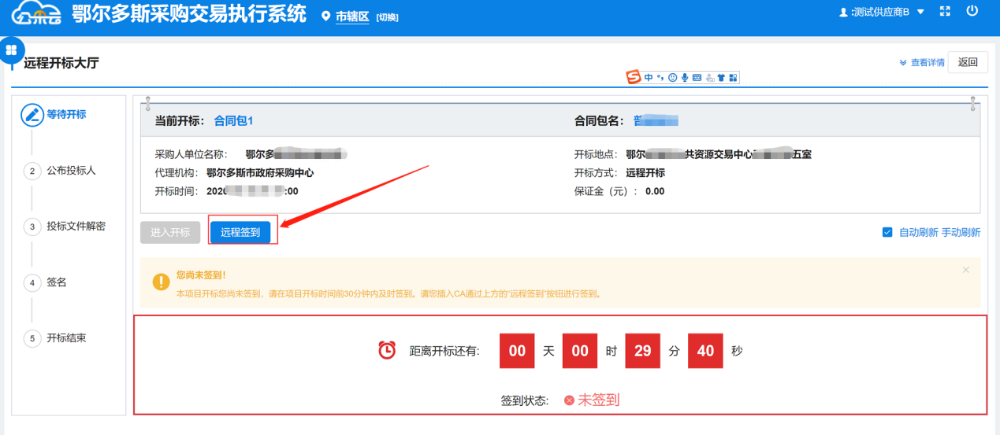 公采云 鄂尔多斯采购交易执行系统 市辖区 [切换] :测试供应商B
远程开标大厅 查看详情 返回
中
等待开标
2 公布投标人
3 投标文件解密
4 签名
5 开标结束
当前开标： 合同包1 合同包名： 普
采购人单位名称： 鄂尔多 开标地点： 鄂尔 共资源交易中心 五室
代理机构： 鄂尔多斯市政府采购中心 开标方式： 远程开标
开标时间： 202 :00 保证金（元）： 0.00
进入开标 远程签到 自动刷新 手动刷新
您尚未签到！
本项目开标您尚未签到，请在项目开标时间前30分钟内及时签到。请您插入CA通过上方的"远程签到"按钮进行签到。
距离开标还有: 00 天 00 时 29 分 40 秒
签到状态: 未签到